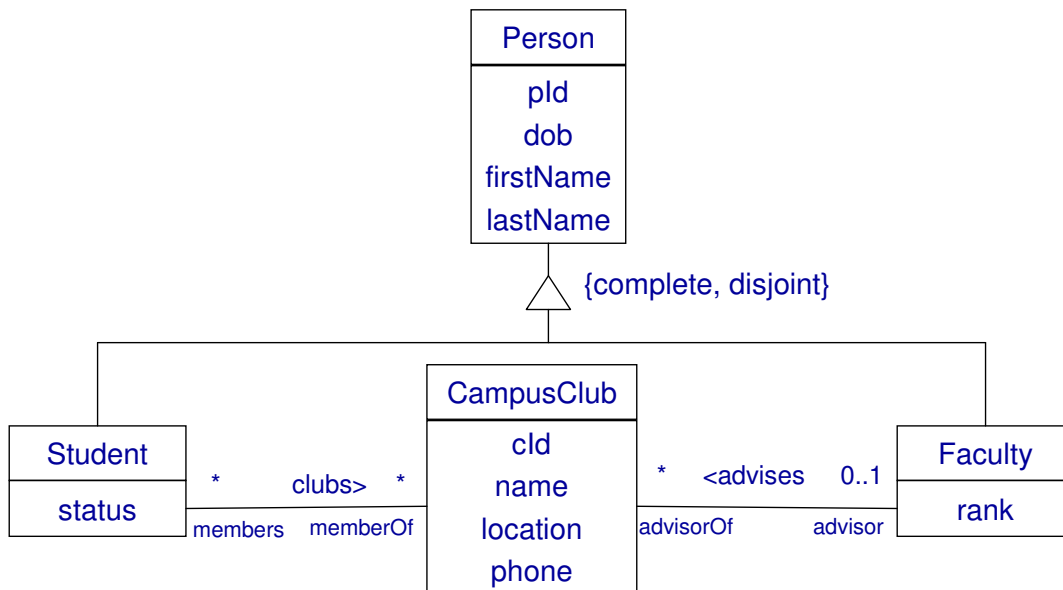 Person
pId
dob
firstName
lastName
{complete, disjoint}
Student
status
* clubs> *
members memberOf
CampusClub
cId
name
location
phone
* <advises 0..1
advisorOf advisor
Faculty
rank